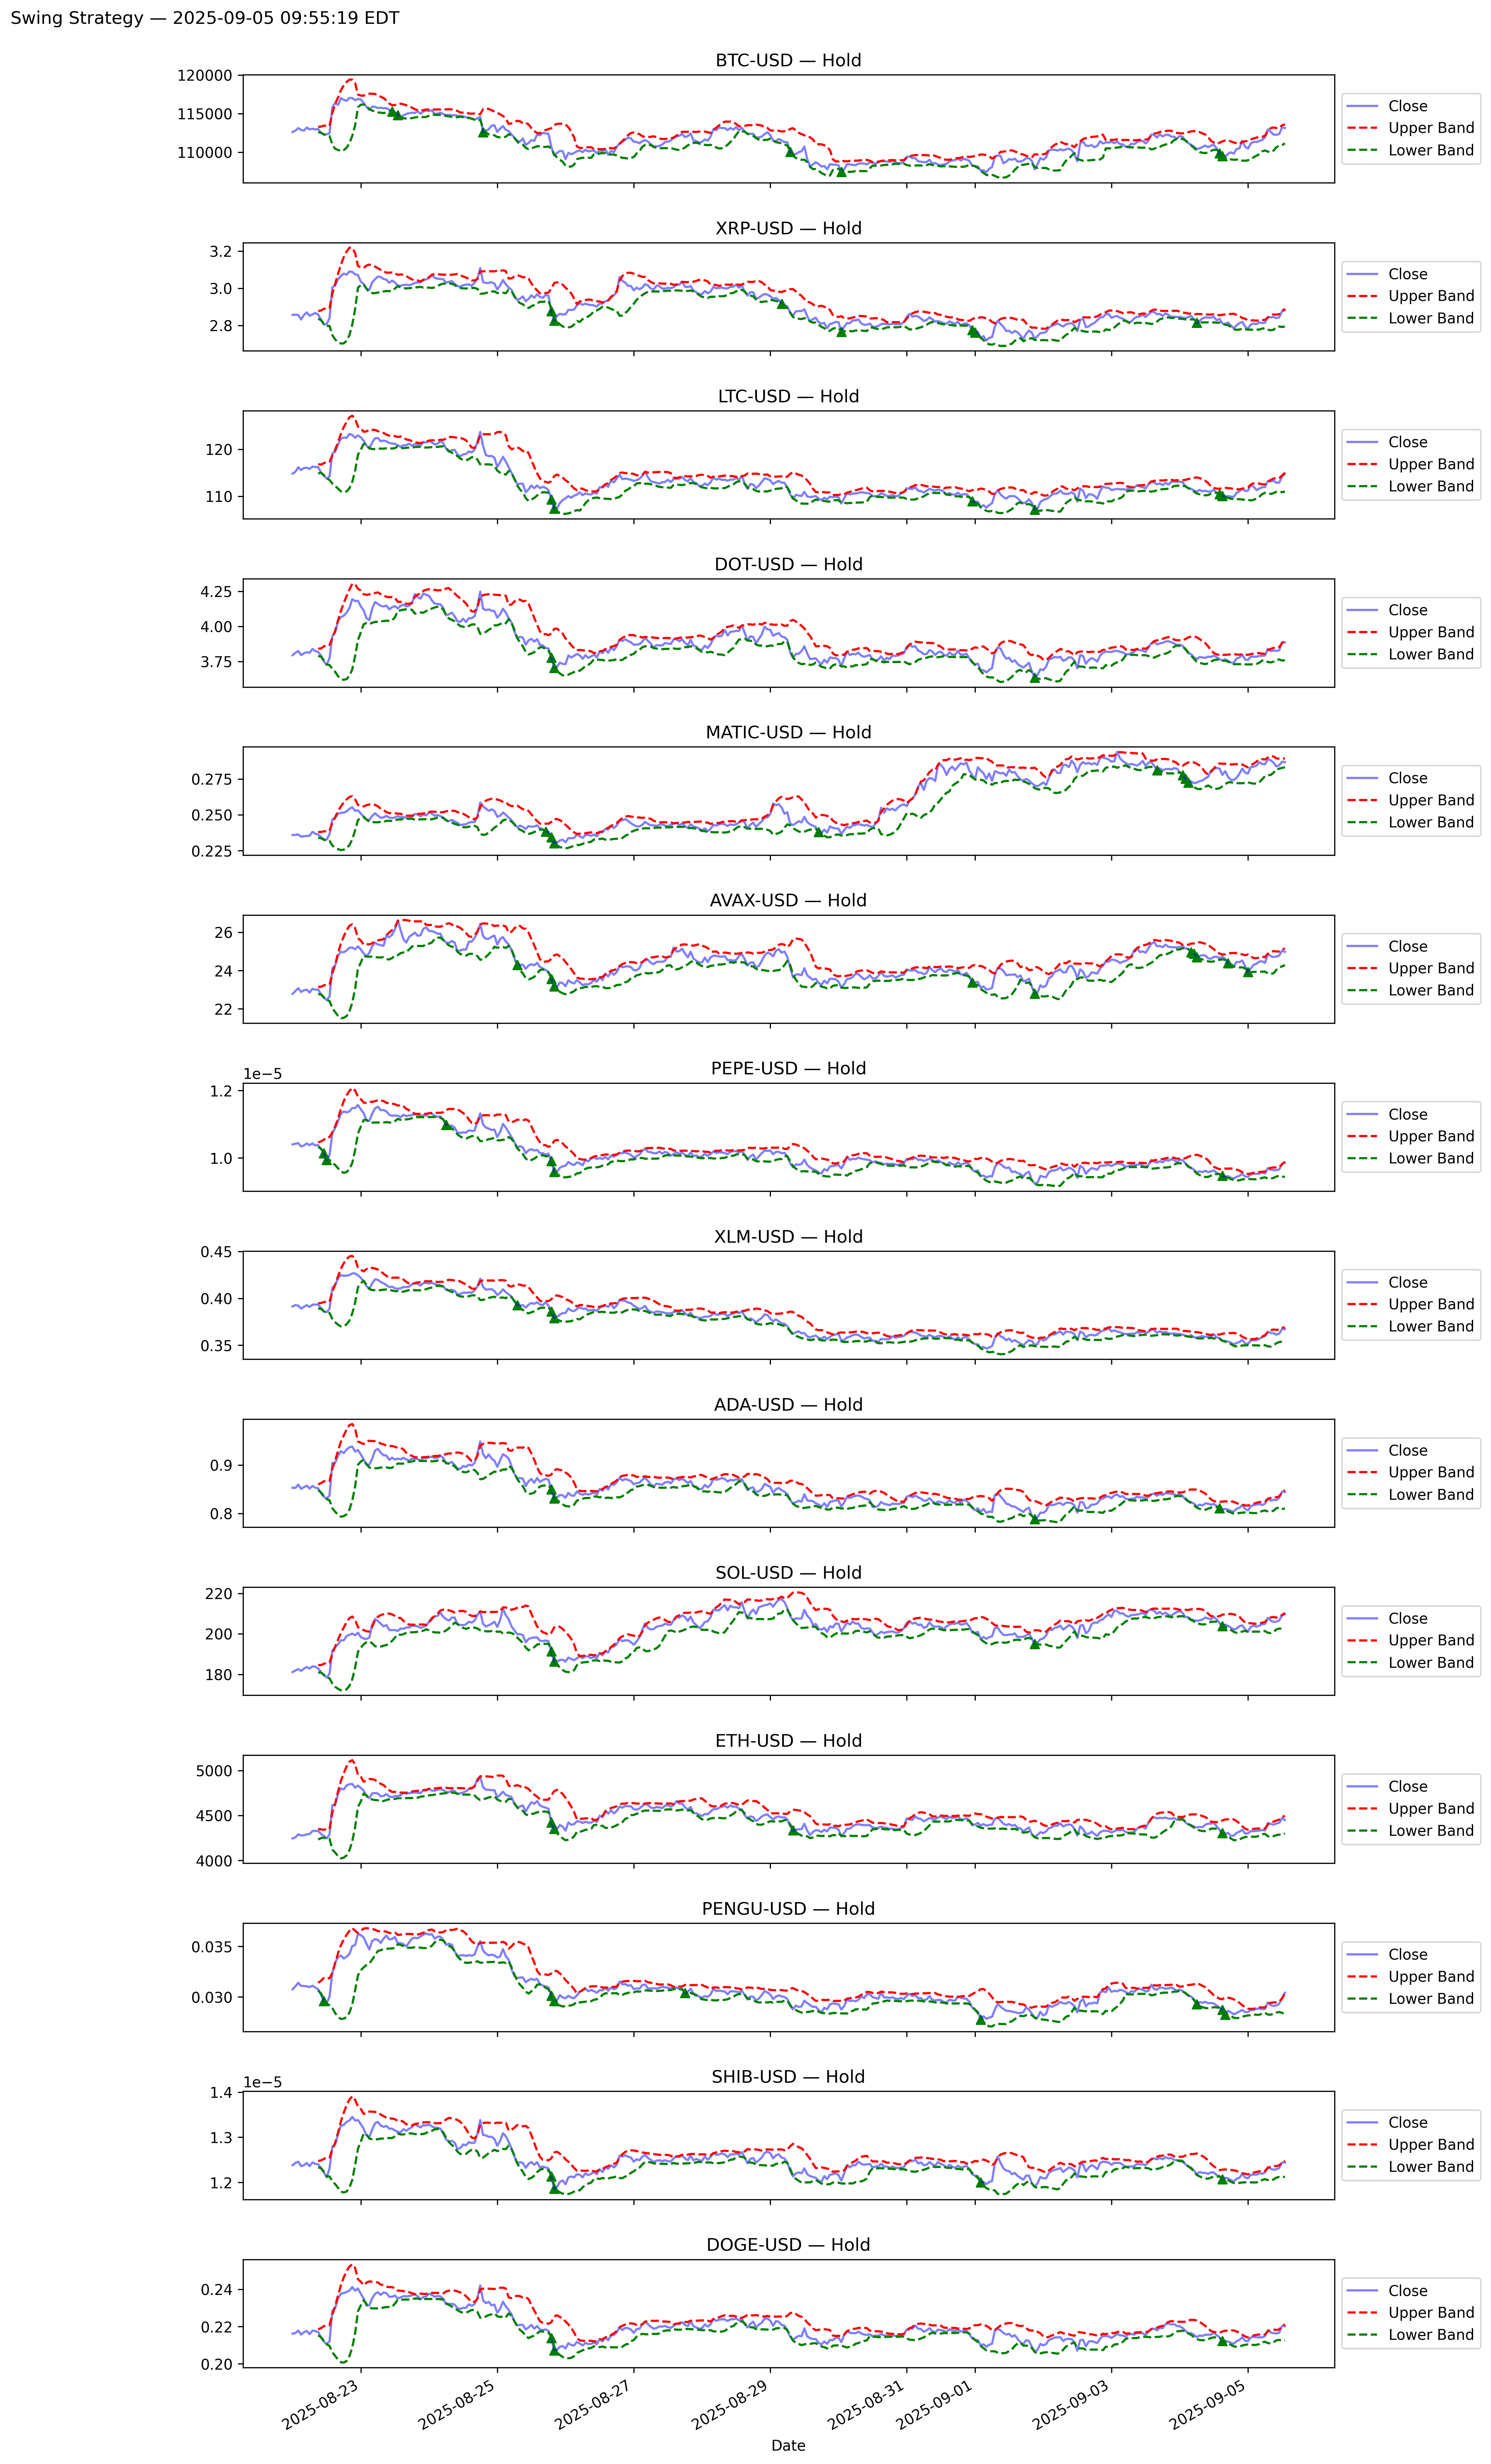 Swing Strategy — 2025-09-05 09:55:19 EDT
BTC-USD — Hold
120000
115000
110000
Close
Upper Band
Lower Band
XRP-USD — Hold
3.2
3.0
2.8
Close
Upper Band
Lower Band
LTC-USD — Hold
120
110
Close
Upper Band
Lower Band
DOT-USD — Hold
4.25
4.00
3.75
Close
Upper Band
Lower Band
MATIC-USD — Hold
0.275
0.250
0.225
Close
Upper Band
Lower Band
AVAX-USD — Hold
26
24
22
Close
Upper Band
Lower Band
PEPE-USD — Hold
1e−5
1.2
1.0
Close
Upper Band
Lower Band
XLM-USD — Hold
0.45
0.40
0.35
Close
Upper Band
Lower Band
ADA-USD — Hold
0.9
0.8
Close
Upper Band
Lower Band
SOL-USD — Hold
220
200
180
Close
Upper Band
Lower Band
ETH-USD — Hold
5000
4500
4000
Close
Upper Band
Lower Band
PENGU-USD — Hold
0.035
0.030
Close
Upper Band
Lower Band
SHIB-USD — Hold
1e−5
1.4
1.3
1.2
Close
Upper Band
Lower Band
DOGE-USD — Hold
0.24
0.22
0.20
Close
Upper Band
Lower Band
2025-08-23
2025-08-25
2025-08-27
2025-08-29
2025-08-31
2025-09-01
2025-09-03
2025-09-05
Date